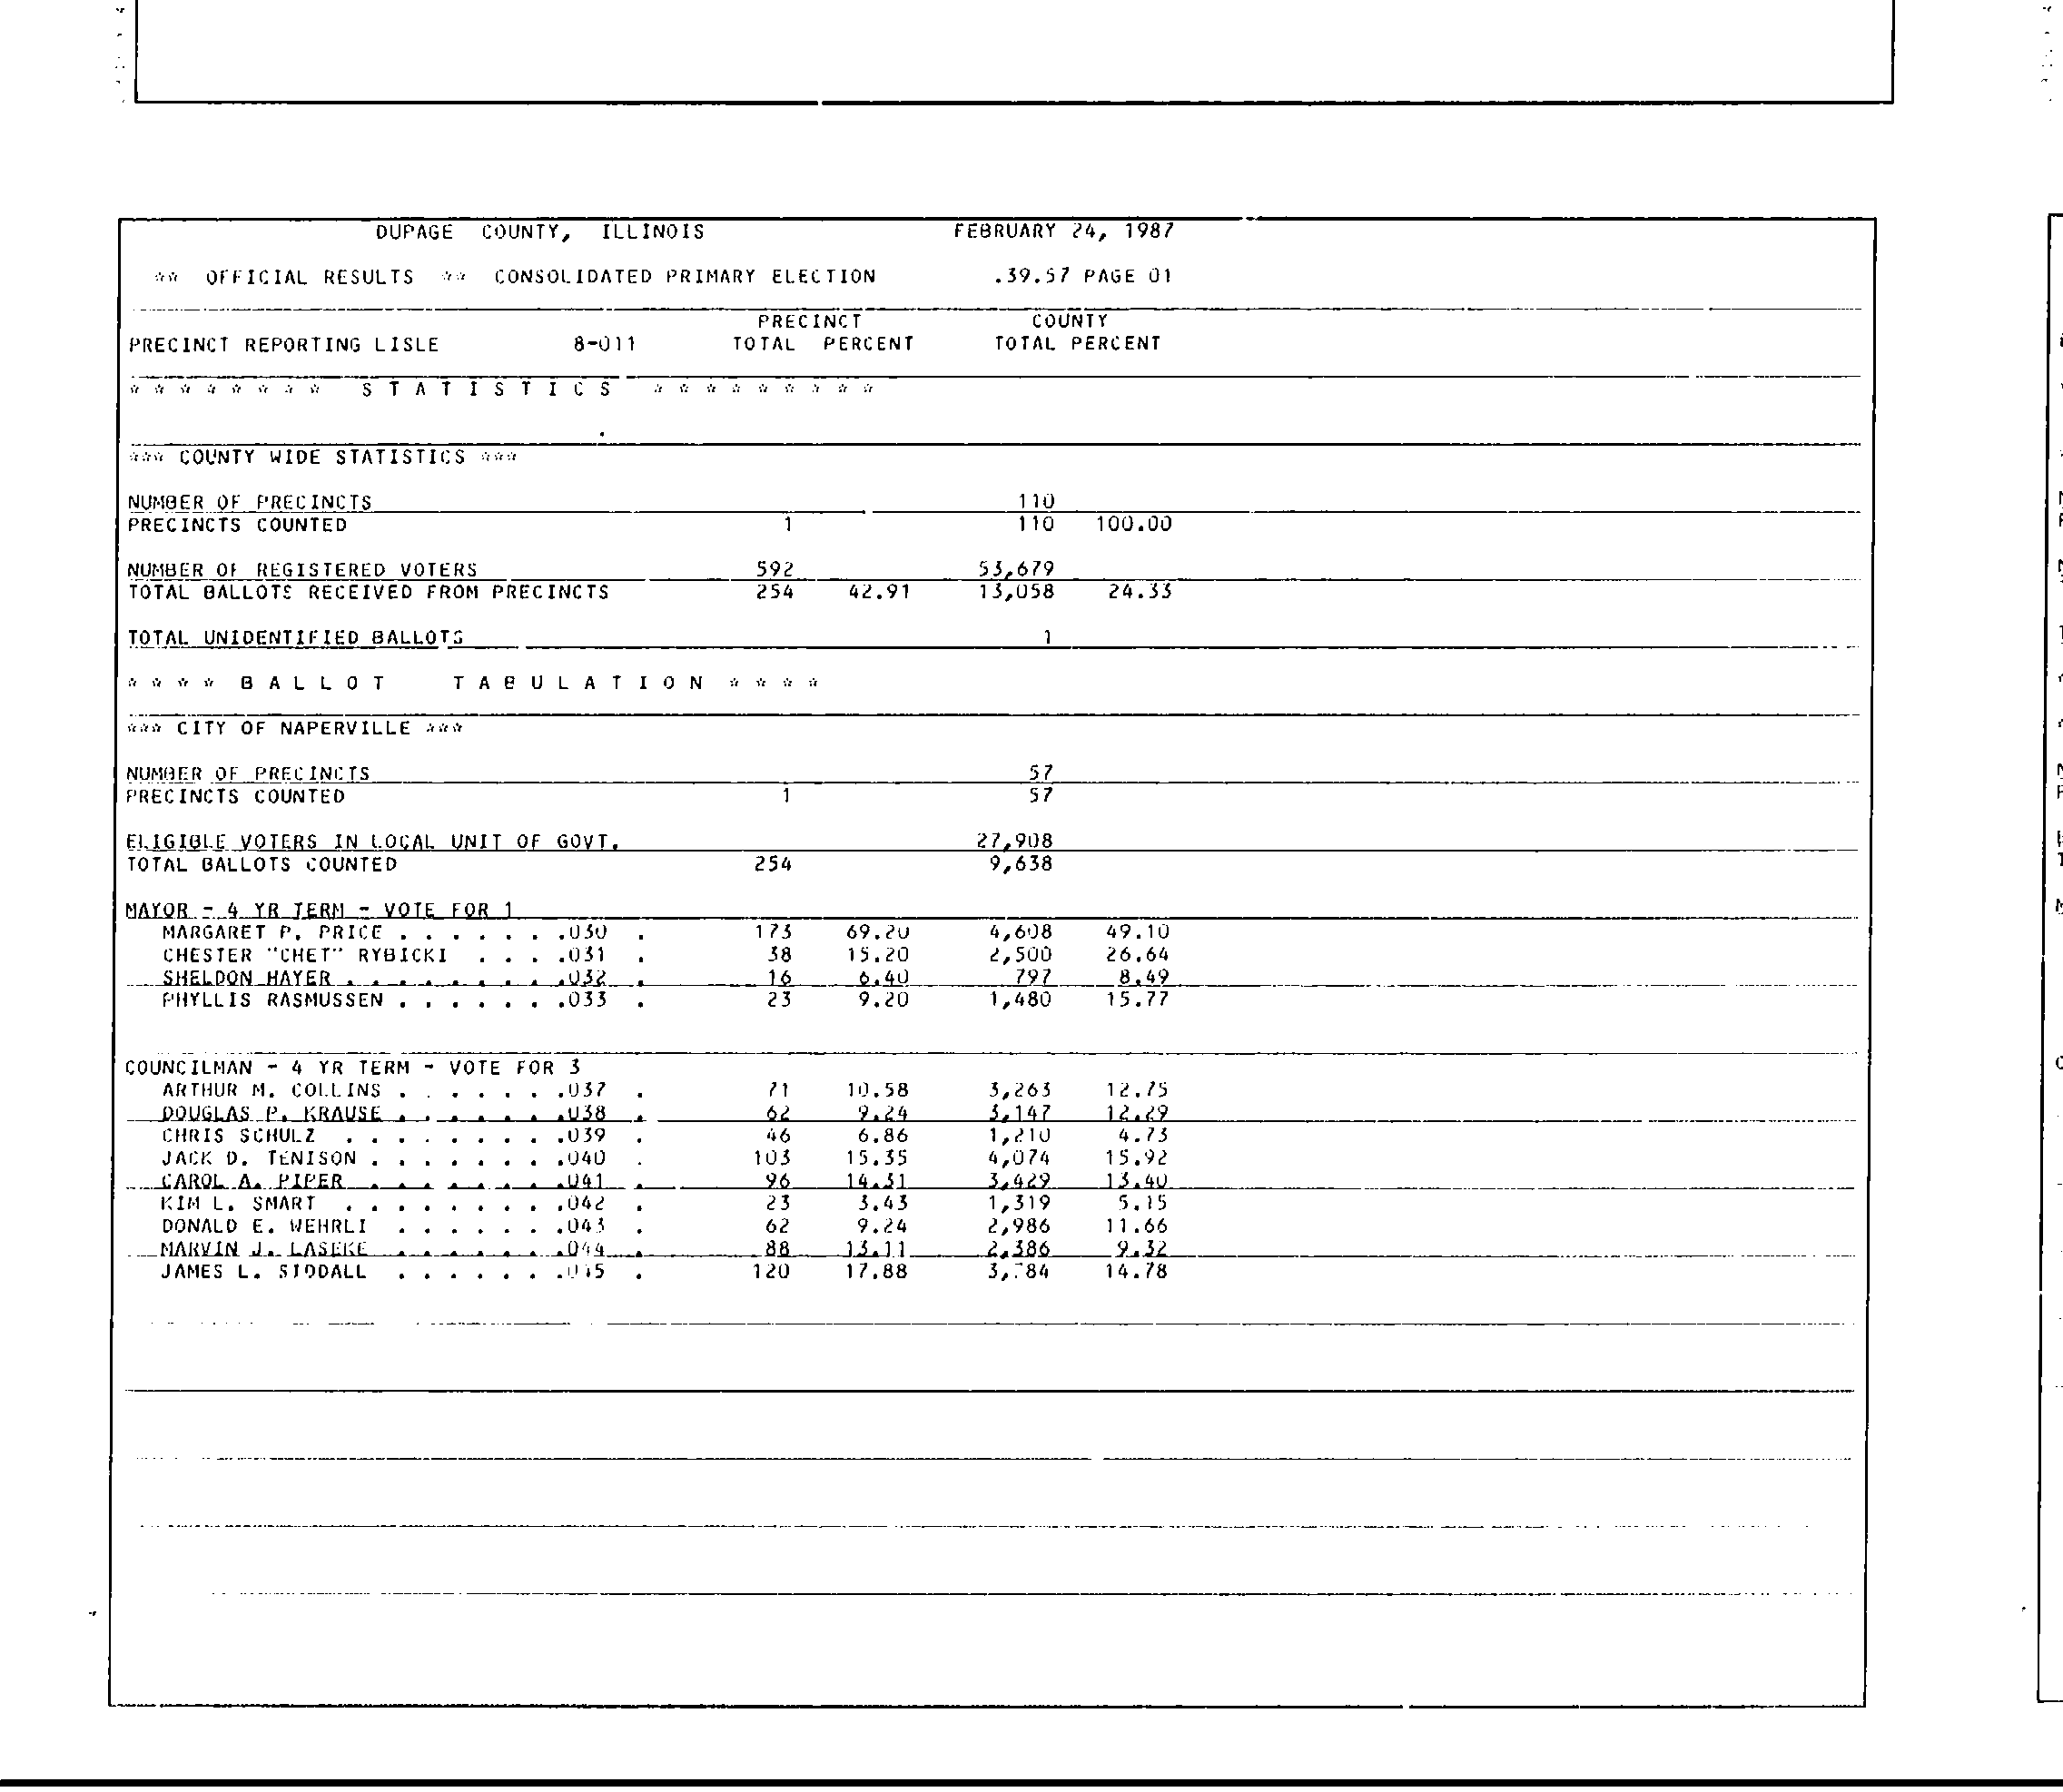 DUPAGE COUNTY, ILLINOIS FEBRUARY 24, 1987
** OFFICIAL RESULTS ** CONSOLIDATED PRIMARY ELECTION .39.57 PAGE 01
PRECINCT COUNTY
PRECINCT REPORTING LISLE 8-011 TOTAL PERCENT TOTAL PERCENT
* * * * * * * * S T A T I S T I C S * * * * * * * * *
*** COUNTY WIDE STATISTICS ***
NUMBER OF PRECINCTS 110
PRECINCTS COUNTED 1 110 100.00
NUMBER OF REGISTERED VOTERS 592 53,679
TOTAL BALLOTS RECEIVED FROM PRECINCTS 254 42.91 13,058 24.33
TOTAL UNIDENTIFIED BALLOTS 1
* * * * B A L L O T T A B U L A T I O N * * * *
*** CITY OF NAPERVILLE ***
NUMBER OF PRECINCTS 57
PRECINCTS COUNTED 1 57
ELIGIBLE VOTERS IN LOCAL UNIT OF GOVT. 27,908
TOTAL BALLOTS COUNTED 254 9,638
MAYOR - 4 YR TERM - VOTE FOR 1
MARGARET P. PRICE . . . . . . .030 . 173 69.20 4,608 49.10
CHESTER "CHET" RYBICKI . . . .031 . 38 15.20 2,500 26.64
SHELDON HAYER . . . . . . . . .032 . 16 6.40 797 8.49
PHYLLIS RASMUSSEN . . . . . . .033 . 23 9.20 1,480 15.77
COUNCILMAN - 4 YR TERM - VOTE FOR 3
ARTHUR M. COLLINS . . . . . . .037 . 71 10.58 3,263 12.75
DOUGLAS P. KRAUSE . . . . . . .038 . 62 9.24 3,147 12.29
CHRIS SCHULZ . . . . . . . . .039 . 46 6.86 1,210 4.73
JACK D. TENISON . . . . . . . .040 . 103 15.35 4,074 15.92
CAROL A. PIPER . . . . . . . .041 . 96 14.31 3,429 13.40
KIM L. SMART . . . . . . . . .042 . 23 3.43 1,319 5.15
DONALD E. WEHRLI . . . . . . .043 . 62 9.24 2,986 11.66
MARVIN J. LASEKE . . . . . . .044 . 88 13.11 2,386 9.32
JAMES L. SIDDALL . . . . . . .045 . 120 17.88 3,784 14.78